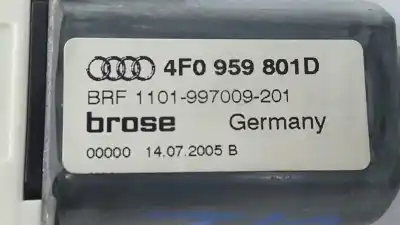 4F0 959 801D
BRF 1101-997009-201
brose Germany
00000 14.07.2005 B